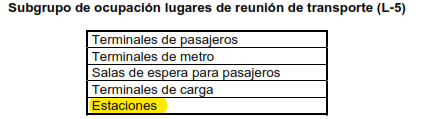 Subgrupo de ocupación lugares de reunión de transporte (L-5)
Terminales de pasajeros
Terminales de metro
Salas de espera para pasajeros
Terminales de carga
Estaciones